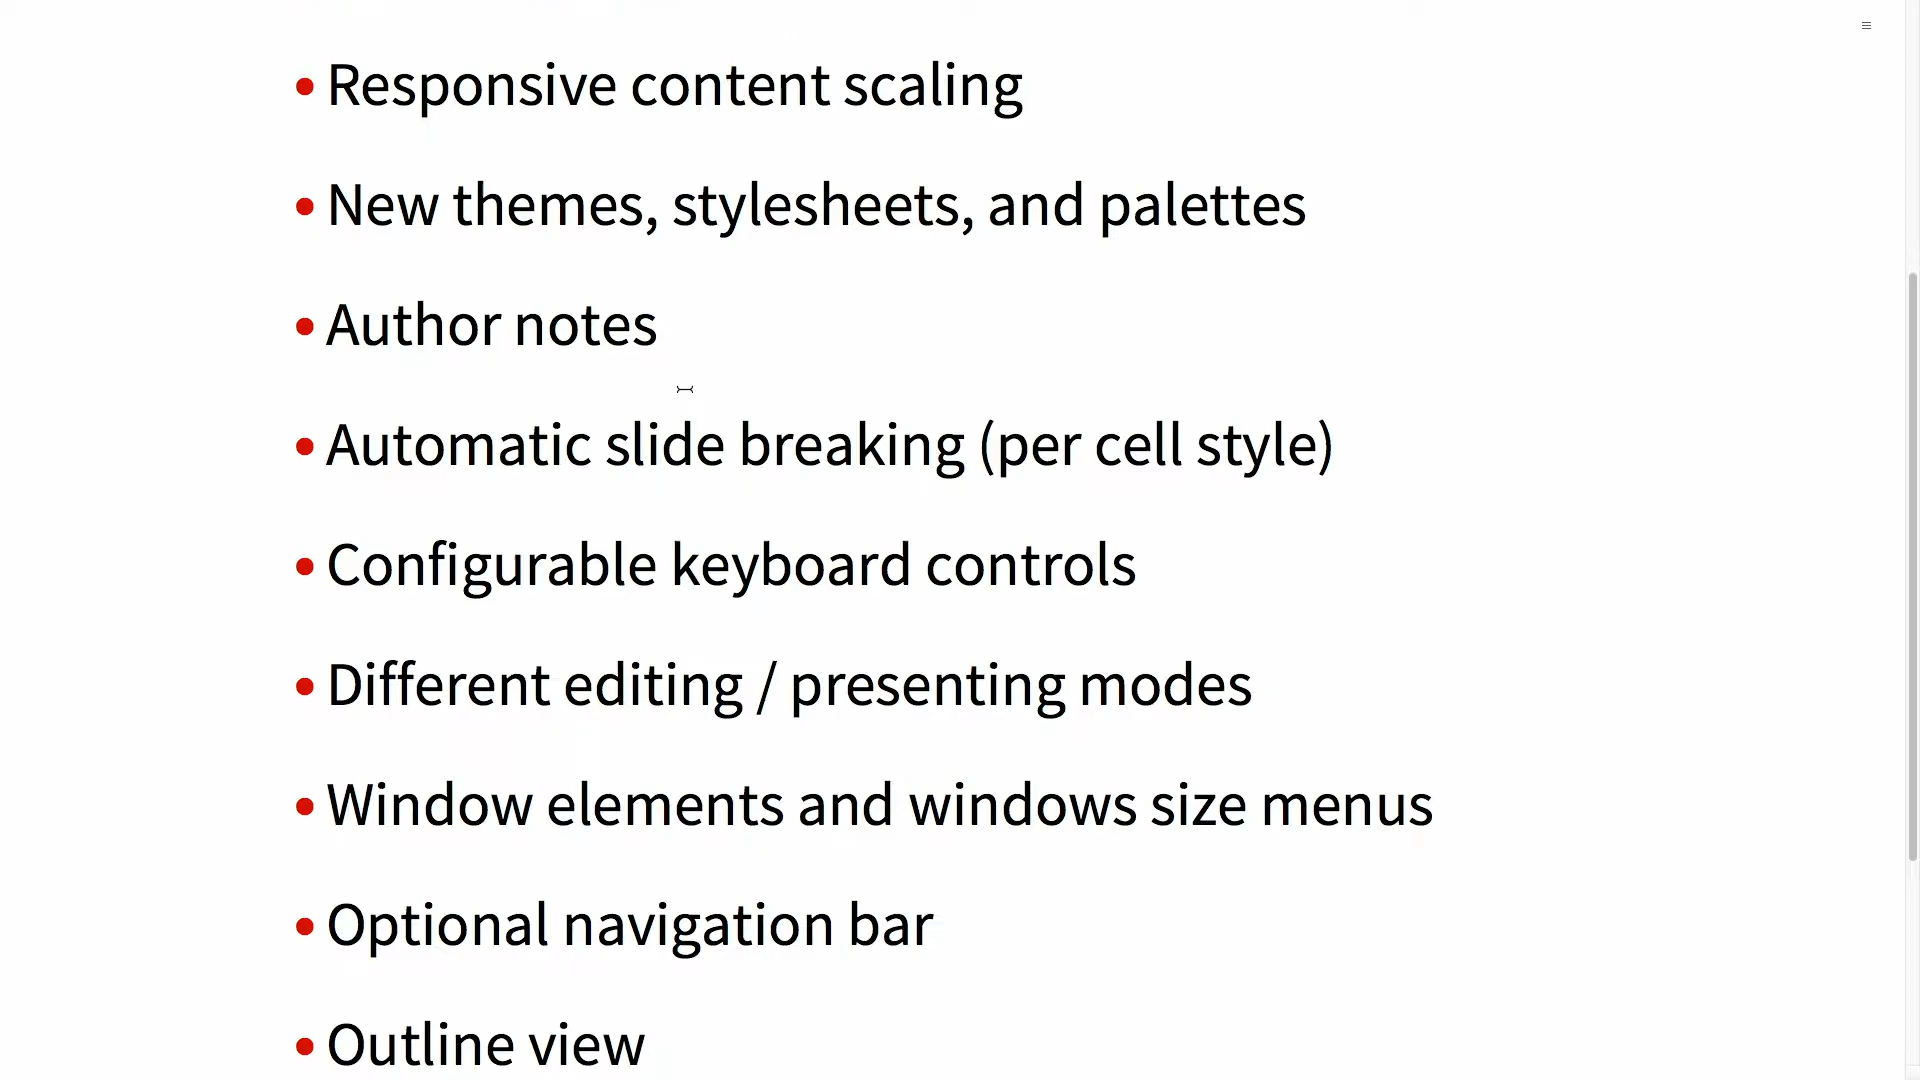 • Responsive content scaling
• New themes, stylesheets, and palettes
• Author notes
• Automatic slide breaking (per cell style)
• Configurable keyboard controls
• Different editing / presenting modes
• Window elements and windows size menus
• Optional navigation bar
• Outline view